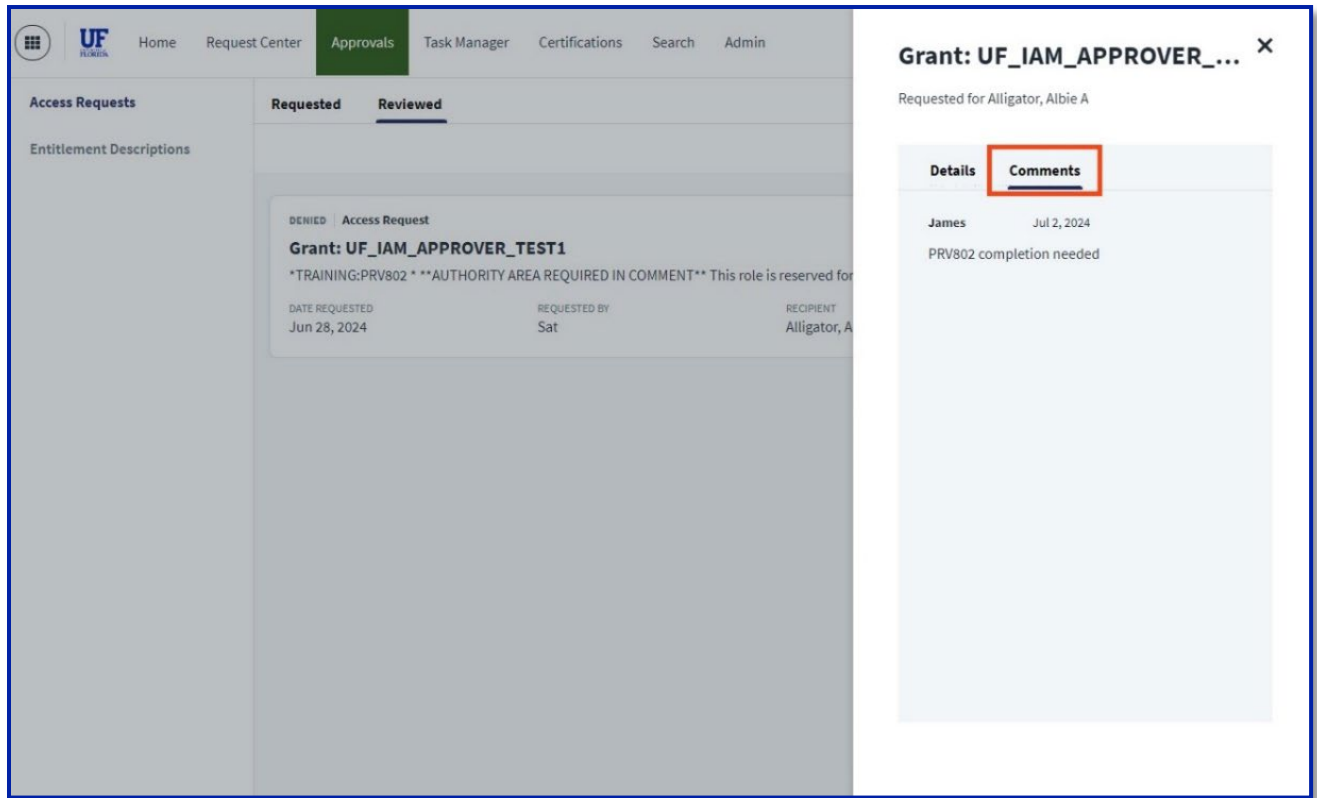 UF
FLORIDA
Home Request Center Approvals Task Manager Certifications Search Admin
Access Requests
Entitlement Descriptions
Requested Reviewed
DENIED Access Request
Grant: UF_IAM_APPROVER_TEST1
*TRAINING:PRV802 * **AUTHORITY AREA REQUIRED IN COMMENT** This role is reserved for
DATE REQUESTED REQUESTED BY RECIPIENT
Jun 28, 2024 Sat Alligator, A
Grant: UF_IAM_APPROVER_... ×
Requested for Alligator, Albie A
Details Comments
James Jul 2, 2024
PRV802 completion needed